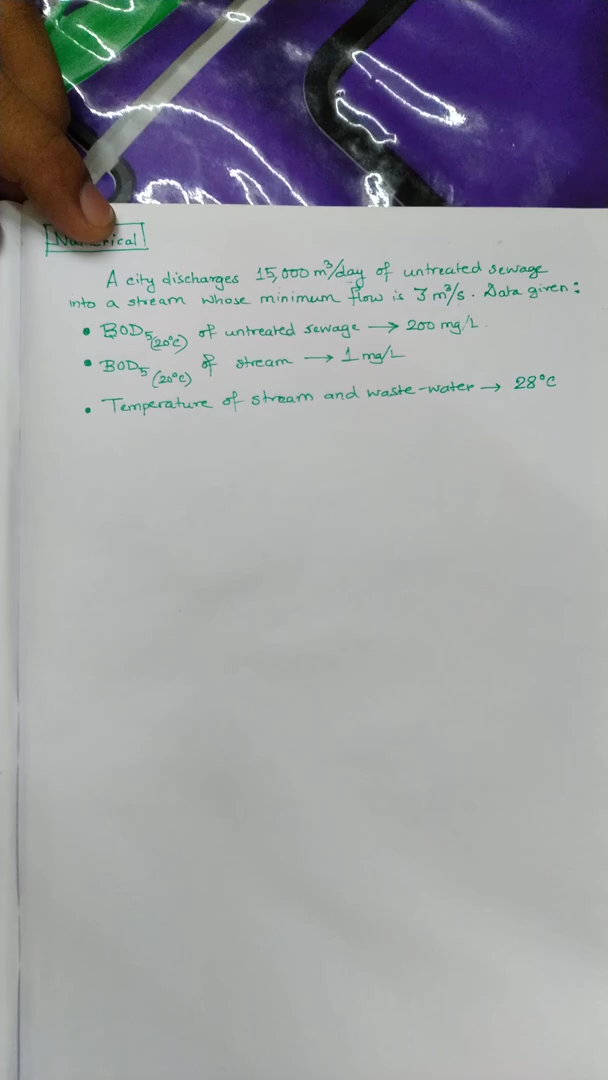 Numerical
A city discharges 15,000 m³/day of untreated sewage
into a stream whose minimum flow is 3 m³/s. Data given:
• BOD₅(20°C) of untreated sewage → 200 mg/L.
• BOD₅(20°C) of stream → 1 mg/L
• Temperature of stream and waste-water → 28°C